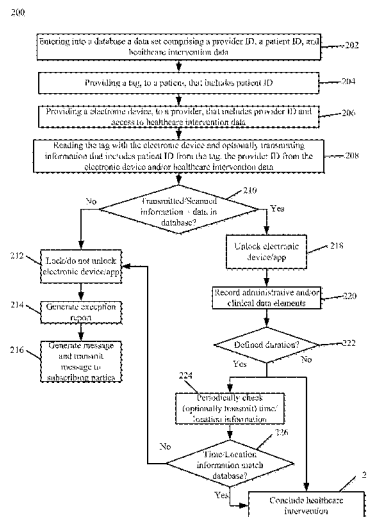 200
Entering into a database a data set comprising a provider ID, a patient ID, and
healthcare intervention data
202
Providing a tag, to a patient, that includes patient ID
204
Providing a electronic device, to a provider, that includes provider ID and
access to healthcare intervention data
206
Reading the tag with the electronic device and optionally transmitting
information that includes patient ID from the tag, the provider ID from the
electronic device and/or healthcare intervention data
208
210
Transmitted/Scanned
information = data in
database?
No
Yes
212
Lock/do not unlock
electronic device/app
218
Unlock electronic
device/app
214
Generate exception
report
220
Record administrative and/or
clinical data elements
216
Generate message
and transmit
message to
subscribing parties
Defined duration?
222
Yes
No
224
Periodically check
(optionally transmit) time/
location information
226
No
Time/Location
information match
database?
Yes
2
Conclude healthcare
intervention